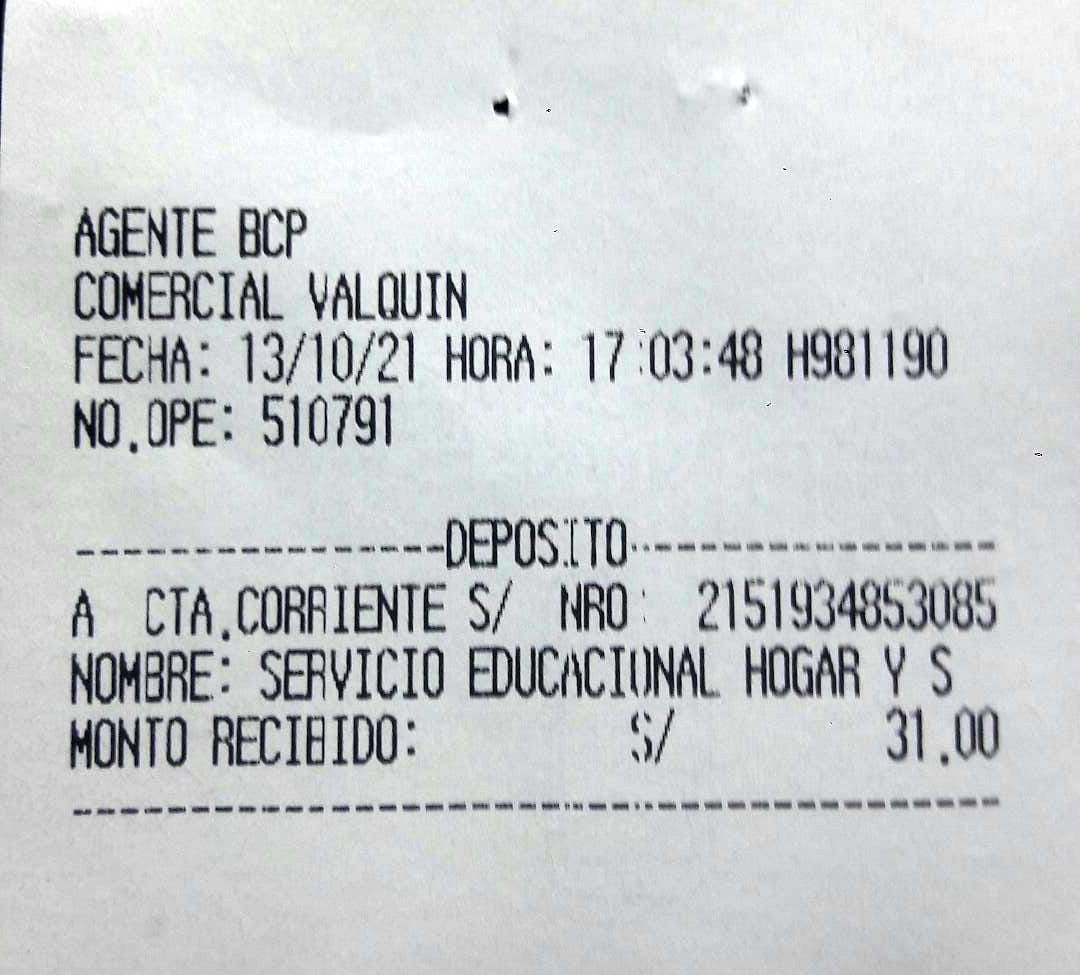 AGENTE BCP
COMERCIAL VALQUIN
FECHA: 13/10/21 HORA: 17:03:48 H981190
NO.OPE: 510791
----------------DEPOSITO----------------
A CTA.CORRIENTE S/ NRO: 2151934853085
NOMBRE: SERVICIO EDUCACIONAL HOGAR Y S
MONTO RECIBIDO: S/ 31.00
----------------------------------------